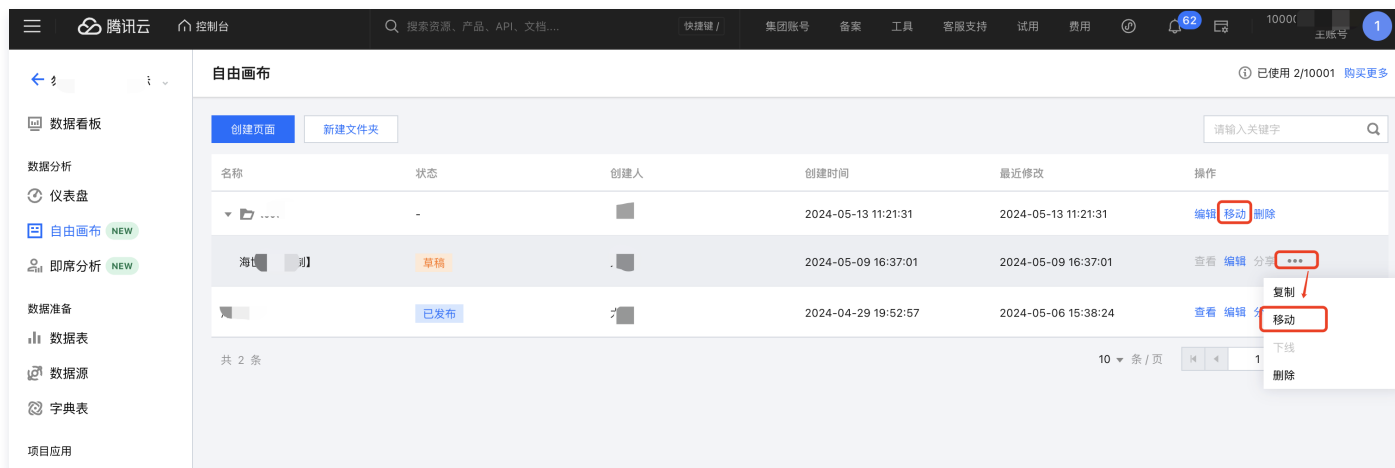 腾讯云 控制台 搜索资源、产品、API、文档.... 快捷键 / 集团账号 备案 工具 客服支持 试用 费用 62 1000 主账号 1
自由画布 已使用 2/10001 购买更多
数据看板
创建页面 新建文件夹 请输入关键字
数据分析
名称 状态 创建人 创建时间 最近修改 操作
仪表盘
- 2024-05-13 11:21:31 2024-05-13 11:21:31 编辑 移动 删除
自由画布 NEW
即席分析 NEW
草稿 2024-05-09 16:37:01 2024-05-09 16:37:01 查看 编辑 分享 •••
复制
数据准备
已发布 2024-04-29 19:52:57 2024-05-06 15:38:24 查看 编辑
移动
数据表
下线
共 2 条 10 条 / 页 1
数据源
删除
字典表
项目应用